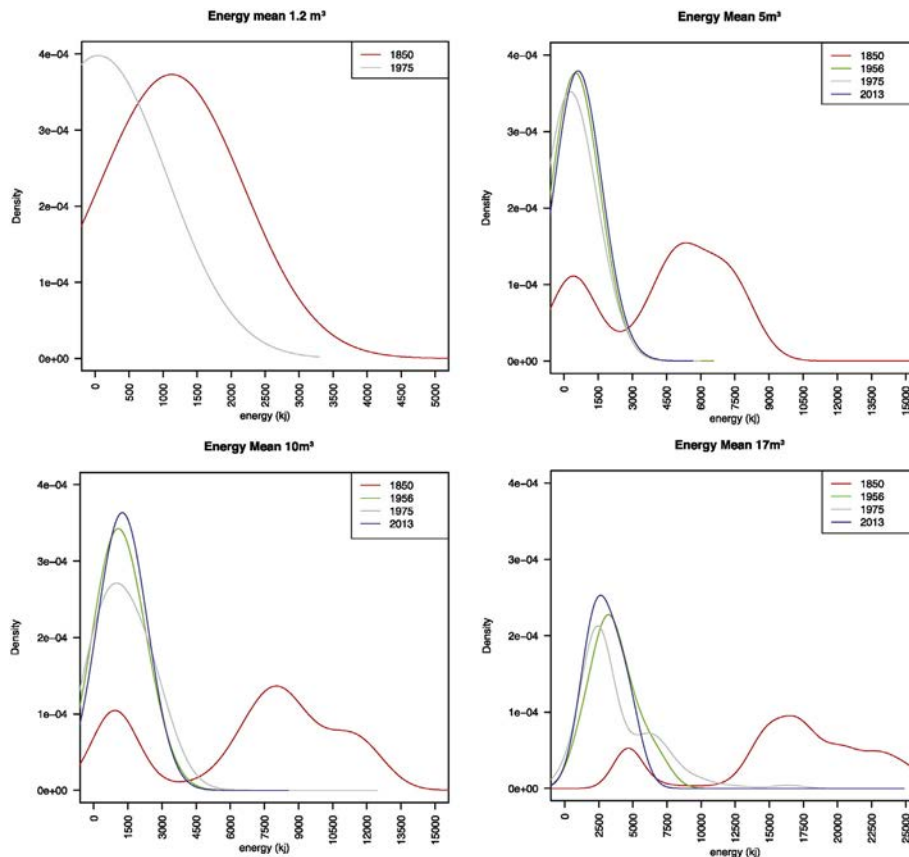 Energy mean 1.2 m³
1850
1975
Density
4e−04
3e−04
2e−04
1e−04
0e+00
0
500
1000
1500
2000
2500
3000
3500
4000
4500
5000
energy (kj)
Energy Mean 5m³
1850
1956
1975
2013
Density
4e−04
3e−04
2e−04
1e−04
0e+00
0
1500
3000
4500
6000
7500
9000
10500
12000
13500
15000
energy (kj)
Energy Mean 10m³
1850
1956
1975
2013
Density
4e−04
3e−04
2e−04
1e−04
0e+00
0
1500
3000
4500
6000
7500
9000
10500
12000
13500
15000
energy (kj)
Energy Mean 17m³
1850
1956
1975
2013
Density
4e−04
3e−04
2e−04
1e−04
0e+00
0
2500
5000
7500
10000
12500
15000
17500
20000
22500
25000
energy (kj)